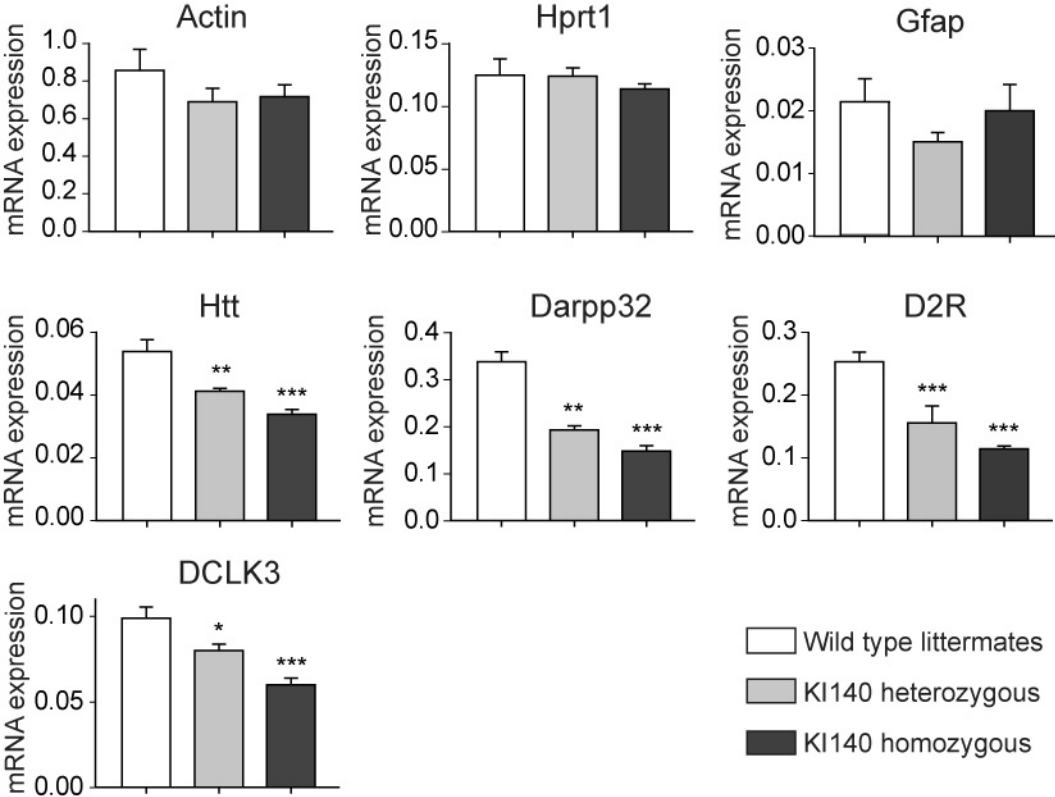 Actin
mRNA expression
1.0
0.8
0.6
0.4
0.2
0.0
Hprt1
mRNA expression
0.15
0.10
0.05
0.00
Gfap
mRNA expression
0.03
0.02
0.01
0.00
Htt
mRNA expression
0.06
0.04
0.02
0.00
**
***
Darpp32
mRNA expression
0.4
0.3
0.2
0.1
0.0
**
***
D2R
mRNA expression
0.3
0.2
0.1
0.0
***
***
DCLK3
mRNA expression
0.10
0.05
0.00
*
***
Wild type littermates
KI140 heterozygous
KI140 homozygous